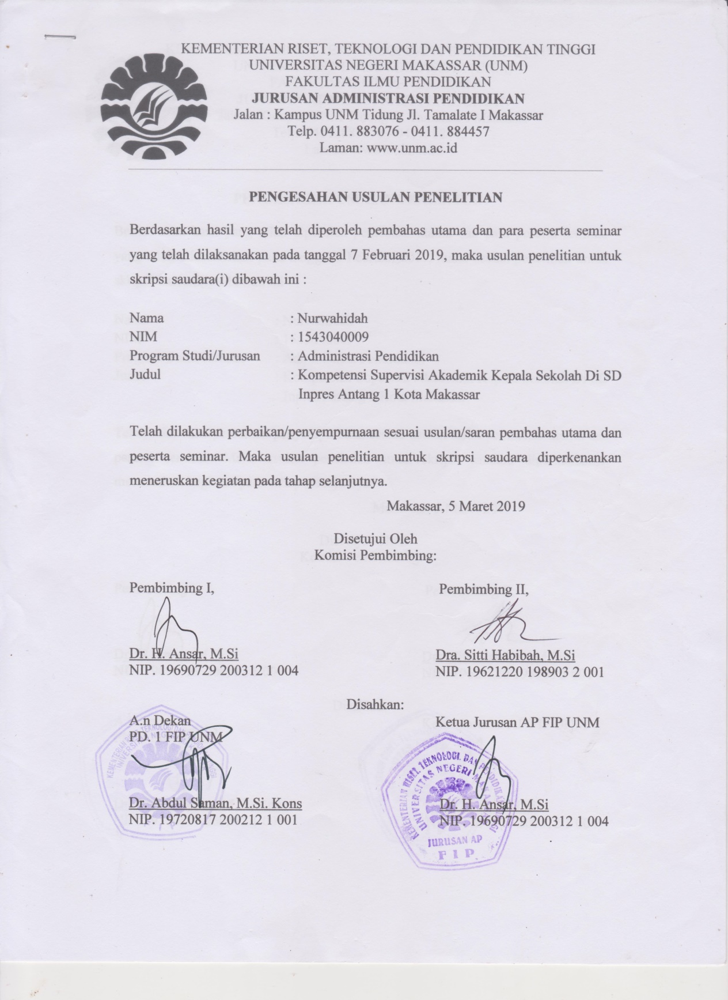 KEMENTERIAN RISET, TEKNOLOGI DAN PENDIDIKAN TINGGI
UNIVERSITAS NEGERI MAKASSAR (UNM)
FAKULTAS ILMU PENDIDIKAN
JURUSAN ADMINISTRASI PENDIDIKAN
Jalan : Kampus UNM Tidung Jl. Tamalate I Makassar
Telp. 0411. 883076 - 0411. 884457
Laman: www.unm.ac.id
PENGESAHAN USULAN PENELITIAN
Berdasarkan hasil yang telah diperoleh pembahas utama dan para peserta seminar
yang telah dilaksanakan pada tanggal 7 Februari 2019, maka usulan penelitian untuk
skripsi saudara(i) dibawah ini :
Nama : Nurwahidah
NIM : 1543040009
Program Studi/Jurusan : Administrasi Pendidikan
Judul : Kompetensi Supervisi Akademik Kepala Sekolah Di SD
Inpres Antang 1 Kota Makassar
Telah dilakukan perbaikan/penyempurnaan sesuai usulan/saran pembahas utama dan
peserta seminar. Maka usulan penelitian untuk skripsi saudara diperkenankan
meneruskan kegiatan pada tahap selanjutnya.
Makassar, 5 Maret 2019
Disetujui Oleh
Komisi Pembimbing:
Pembimbing I, Pembimbing II,
Dr. H. Ansar, M.Si Dra. Sitti Habibah, M.Si
NIP. 19690729 200312 1 004 NIP. 19621220 198903 2 001
Disahkan:
A.n Dekan Ketua Jurusan AP FIP UNM
PD. 1 FIP UNM
KEMENTERIAN RISET, TEKNOLOGI, DAN PENDIDIKAN TINGGI
UNIVERSITAS NEGERI MAKASSAR
Dr. Abdul Saman, M.Si. Kons Dr. H. Ansar, M.Si
NIP. 19720817 200212 1 001 NIP. 19690729 200312 1 004
JURUSAN AP
F I P